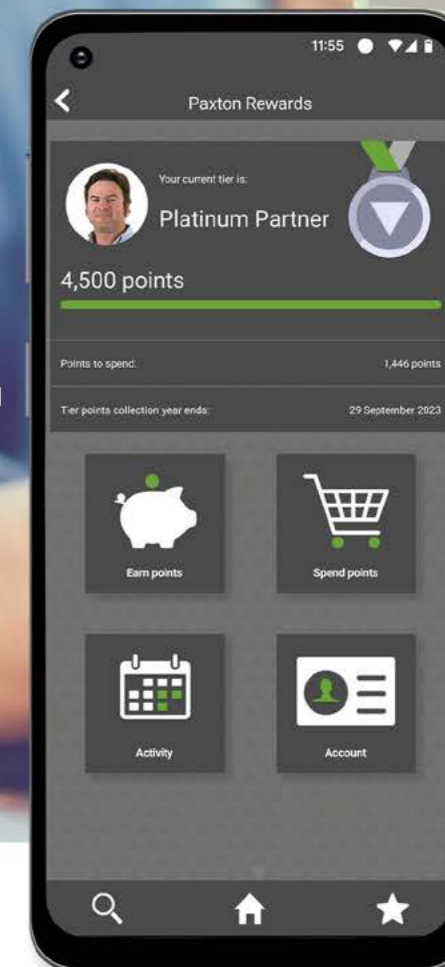 11:55
Paxton Rewards
Your current tier is:
Platinum Partner
4,500 points
Points to spend: 1,446 points
Tier points collection year ends: 29 September 2023
Earn points
Spend points
Activity
Account